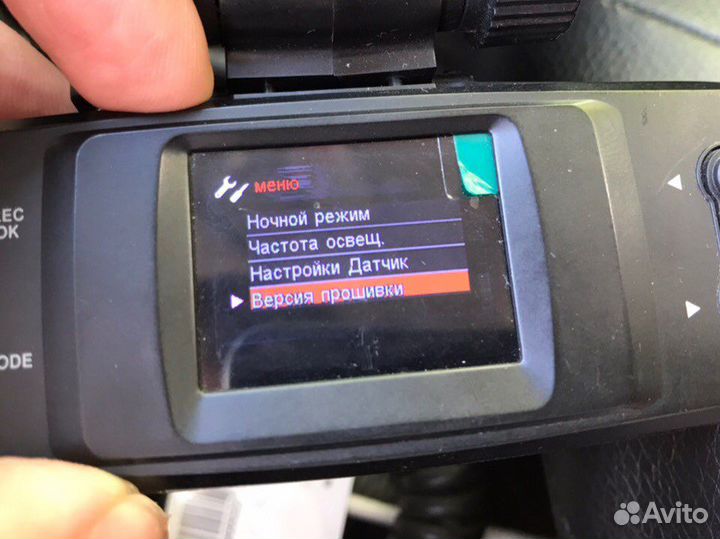 меню
Ночной режим
Частота освещ.
Настройки Датчик
Версия прошивки
EC
OK
ODE
Avito